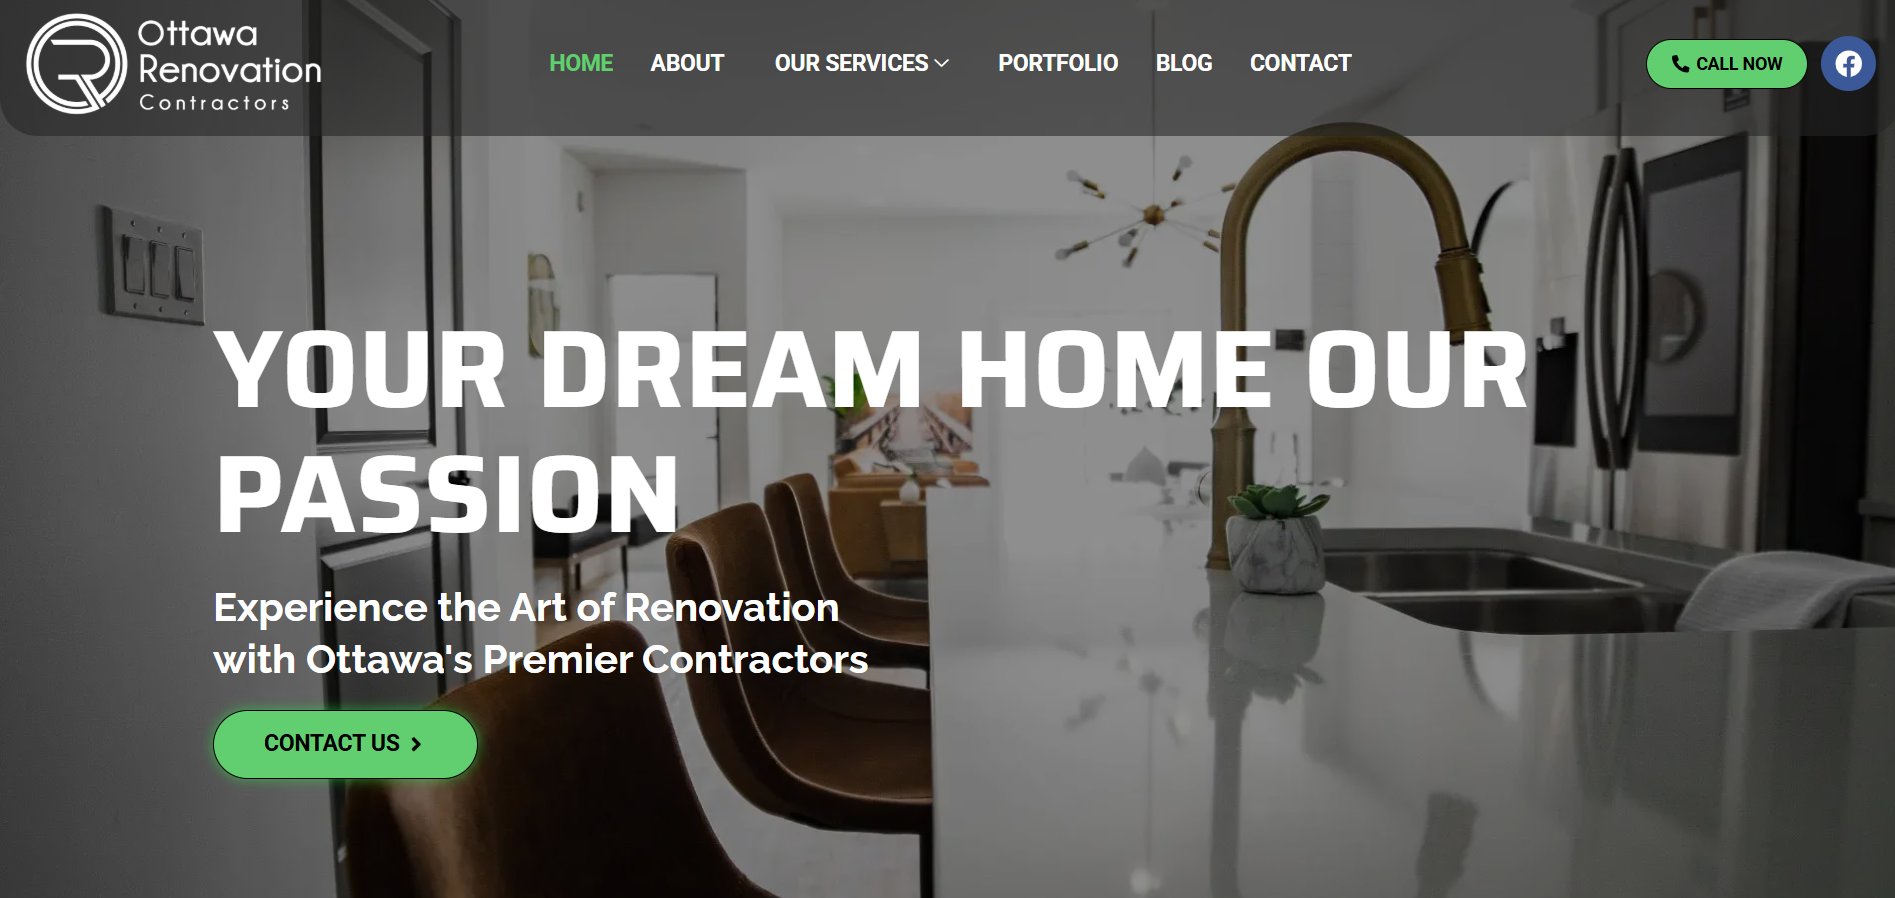 Ottawa
Renovation
Contractors
HOME ABOUT OUR SERVICES PORTFOLIO BLOG CONTACT
CALL NOW
YOUR DREAM HOME OUR
PASSION
Experience the Art of Renovation
with Ottawa's Premier Contractors
CONTACT US